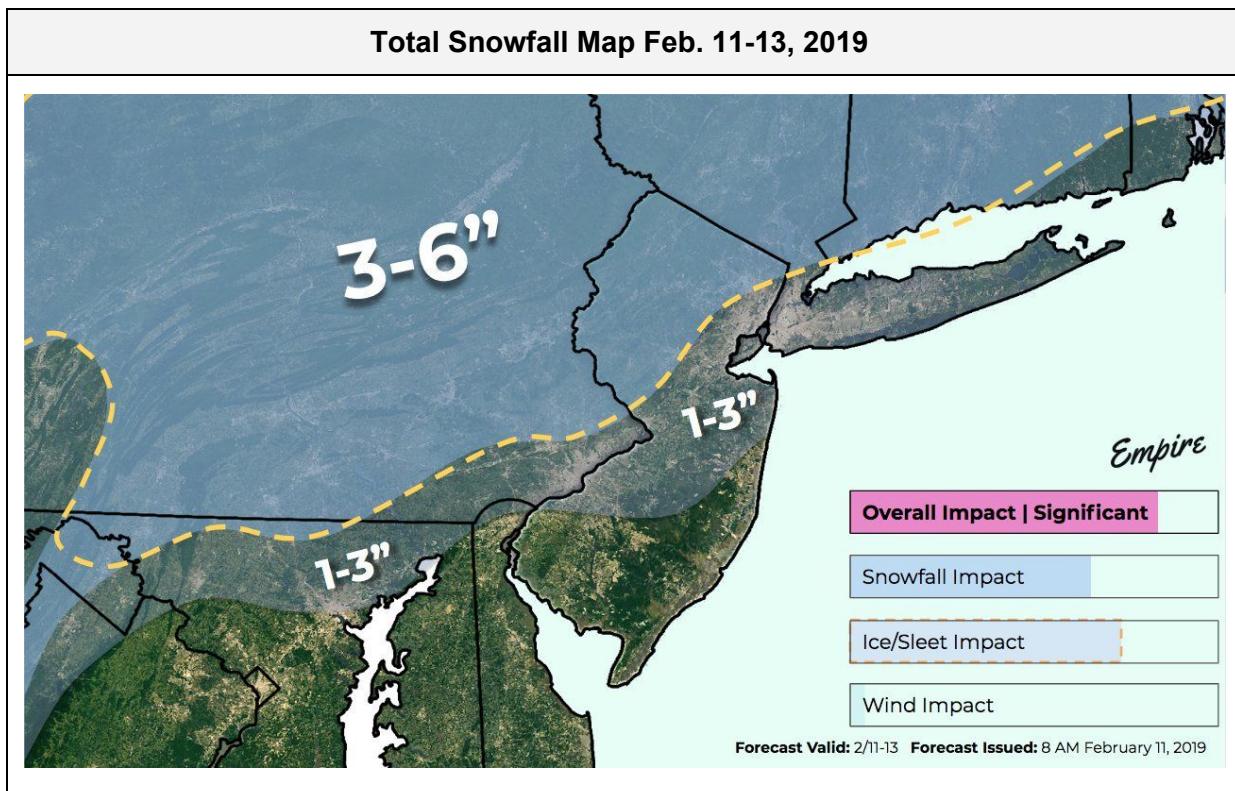 Total Snowfall Map Feb. 11-13, 2019
3-6”
1-3”
1-3”
Empire
Overall Impact | Significant
Snowfall Impact
Ice/Sleet Impact
Wind Impact
Forecast Valid: 2/11-13 Forecast Issued: 8 AM February 11, 2019